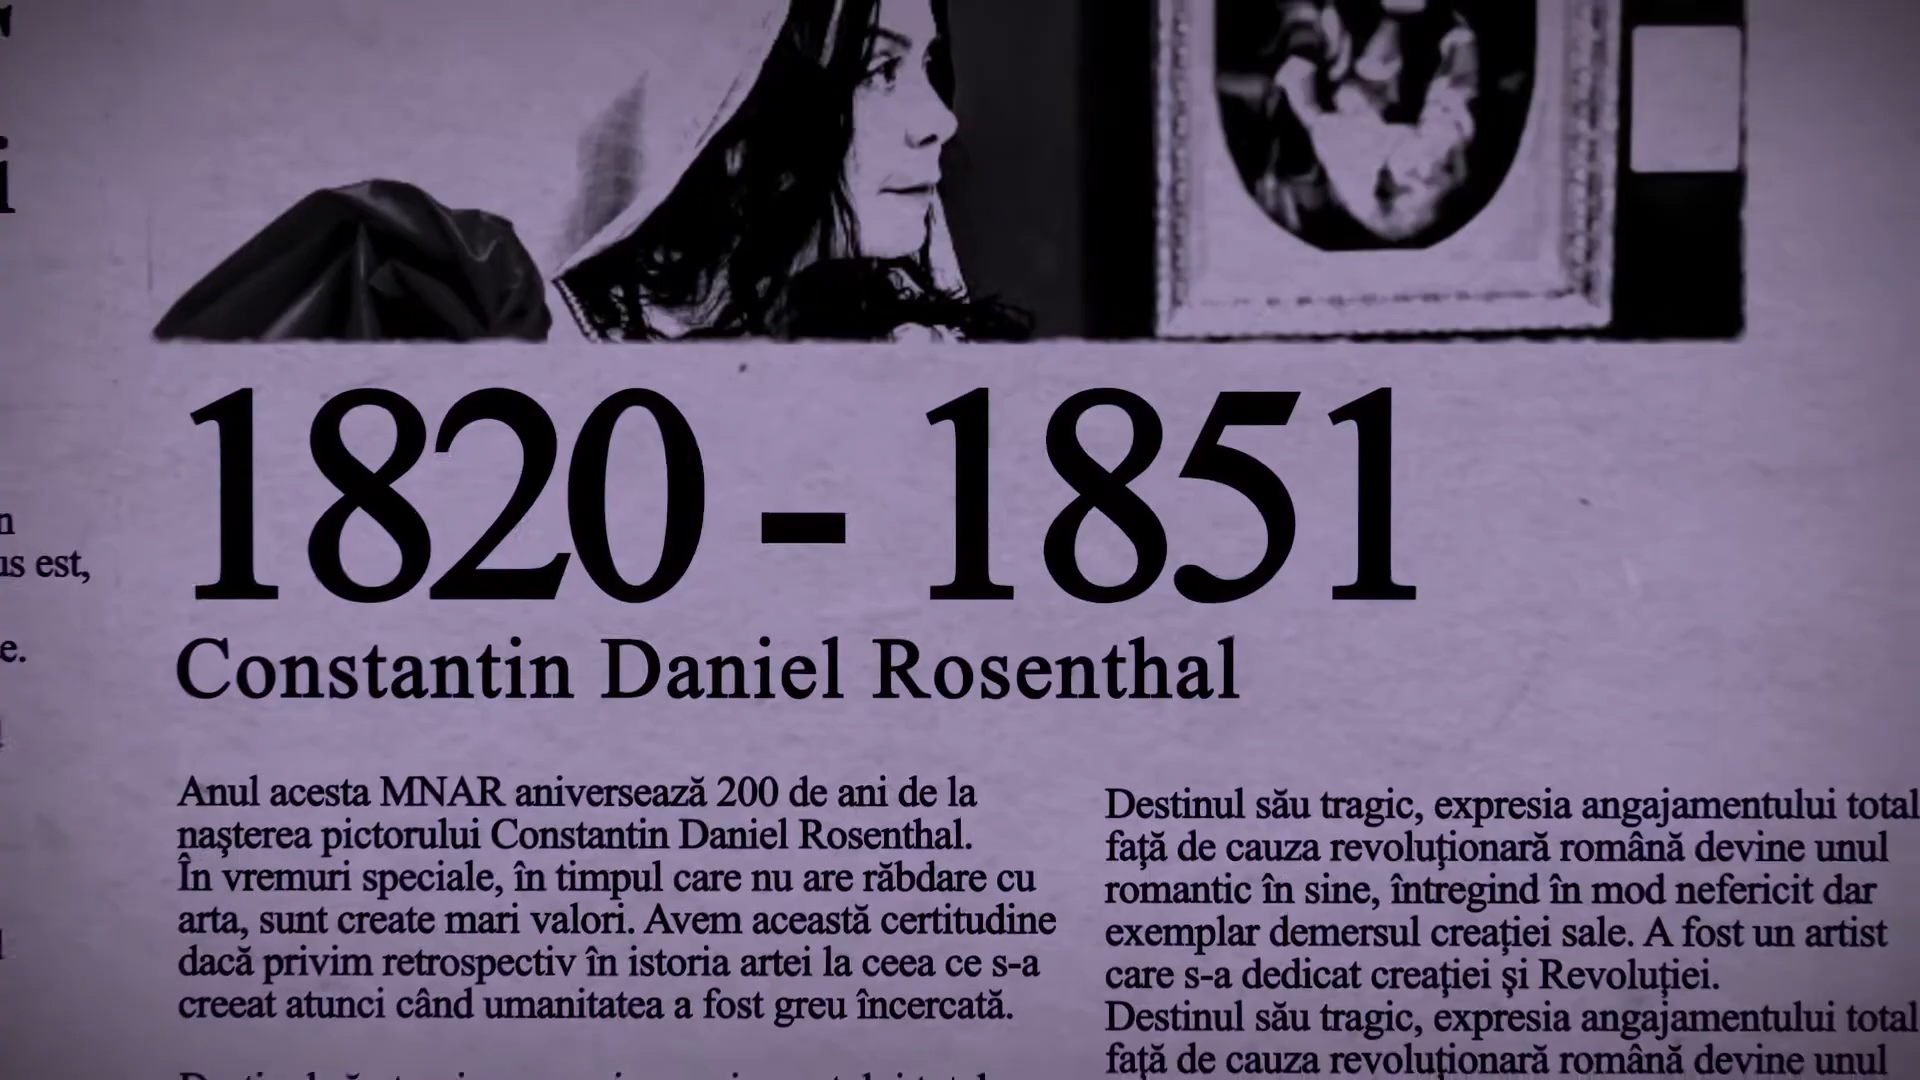 i
n
us est,
e.
1820 - 1851
Constantin Daniel Rosenthal
Anul acesta MNAR aniversează 200 de ani de la
naşterea pictorului Constantin Daniel Rosenthal.
În vremuri speciale, în timpul care nu are răbdare cu
arta, sunt create mari valori. Avem această certitudine
dacă privim retrospectiv în istoria artei la ceea ce s-a
creeat atunci când umanitatea a fost greu încercată.
Destinul său tragic, expresia angajamentului total
faţă de cauza revoluţionară română devine unul
romantic în sine, întregind în mod nefericit dar
exemplar demersul creaţiei sale. A fost un artist
care s-a dedicat creaţiei şi Revoluţiei.
Destinul său tragic, expresia angajamentului total
faţă de cauza revoluţionară română devine unul